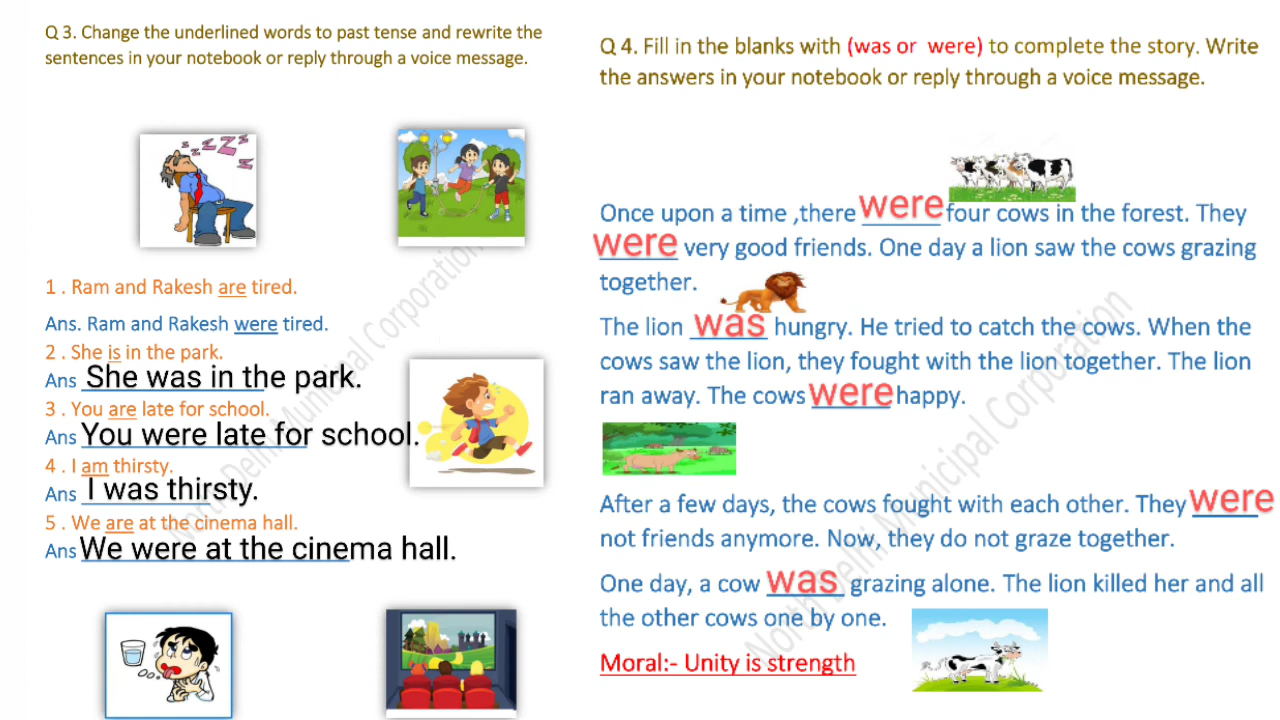 Q 3. Change the underlined words to past tense and rewrite the
sentences in your notebook or reply through a voice message.
1 . Ram and Rakesh are tired.
Ans. Ram and Rakesh were tired.
2 . She is in the park.
Ans She was in the park.
3 . You are late for school.
Ans You were late for school.
4 . I am thirsty.
Ans I was thirsty.
5 . We are at the cinema hall.
Ans We were at the cinema hall.
North Delhi Municipal Corporation
Q 4. Fill in the blanks with (was or were) to complete the story. Write
the answers in your notebook or reply through a voice message.
Once upon a time ,there were four cows in the forest. They
were very good friends. One day a lion saw the cows grazing
together.
The lion was hungry. He tried to catch the cows. When the
cows saw the lion, they fought with the lion together. The lion
ran away. The cows were happy.
After a few days, the cows fought with each other. They were
not friends anymore. Now, they do not graze together.
One day, a cow was grazing alone. The lion killed her and all
the other cows one by one.
Moral:- Unity is strength
North Delhi Municipal Corporation